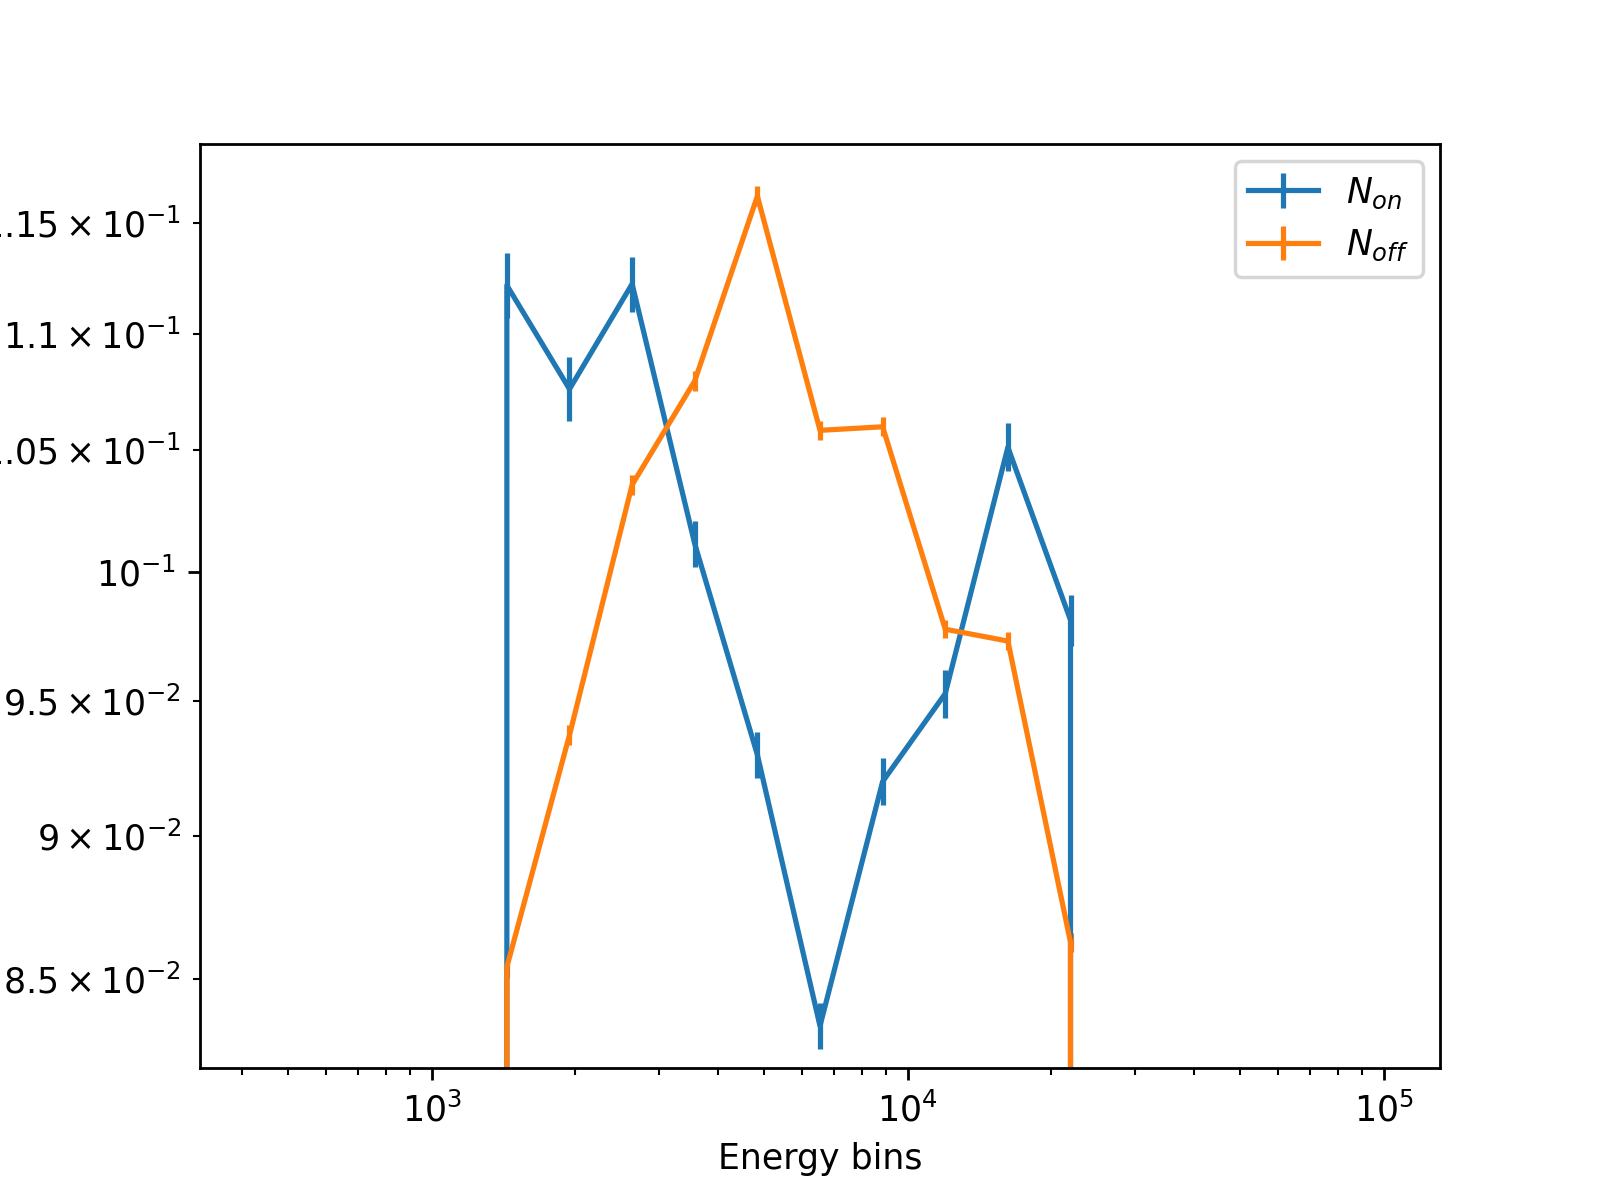 N_on
N_off
.15 × 10^−1
1.1 × 10^−1
.05 × 10^−1
10^−1
9.5 × 10^−2
9 × 10^−2
8.5 × 10^−2
10^3 10^4 10^5
Energy bins